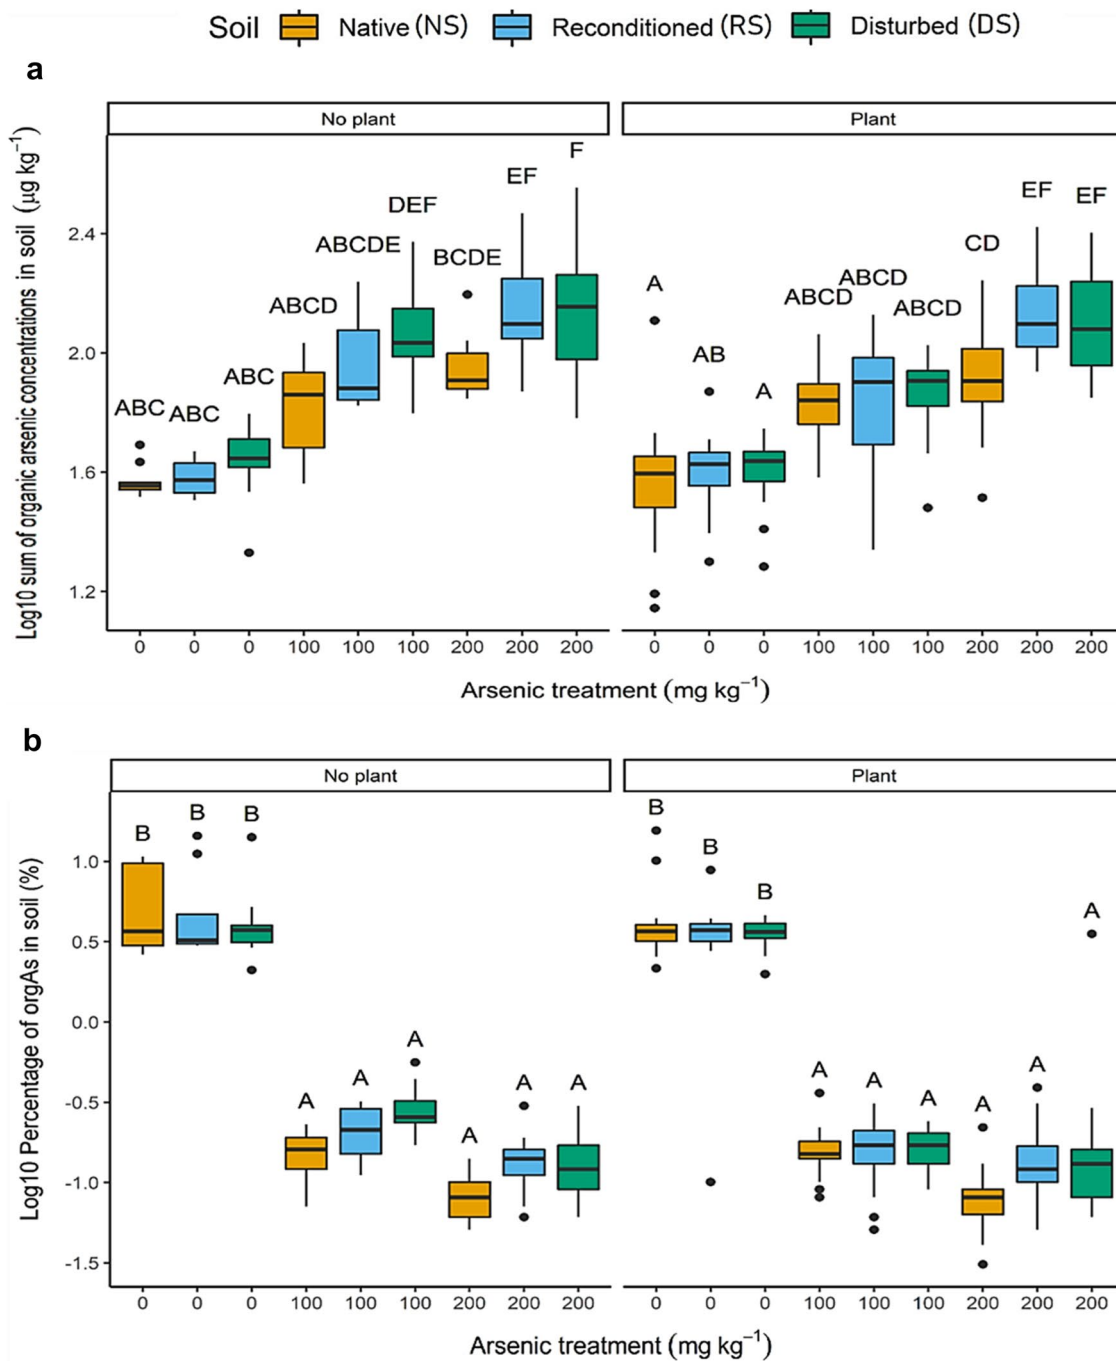 Soil Native (NS) Reconditioned (RS) Disturbed (DS)
a
No plant Plant
Log10 sum of organic arsenic concentrations in soil (µg kg⁻¹)
2.4
2.0
1.6
1.2
ABC ABC ABC ABCD ABCDE DEF BCDE EF F
A AB A ABCD ABCD ABCD CD EF EF
0 0 0 100 100 100 200 200 200 0 0 0 100 100 100 200 200 200
Arsenic treatment (mg kg⁻¹)
b
No plant Plant
Log10 Percentage of orgAs in soil (%)
1.0
0.5
0.0
-0.5
-1.0
-1.5
B B B A A A A A A
B B B A A A A A A
0 0 0 100 100 100 200 200 200 0 0 0 100 100 100 200 200 200
Arsenic treatment (mg kg⁻¹)